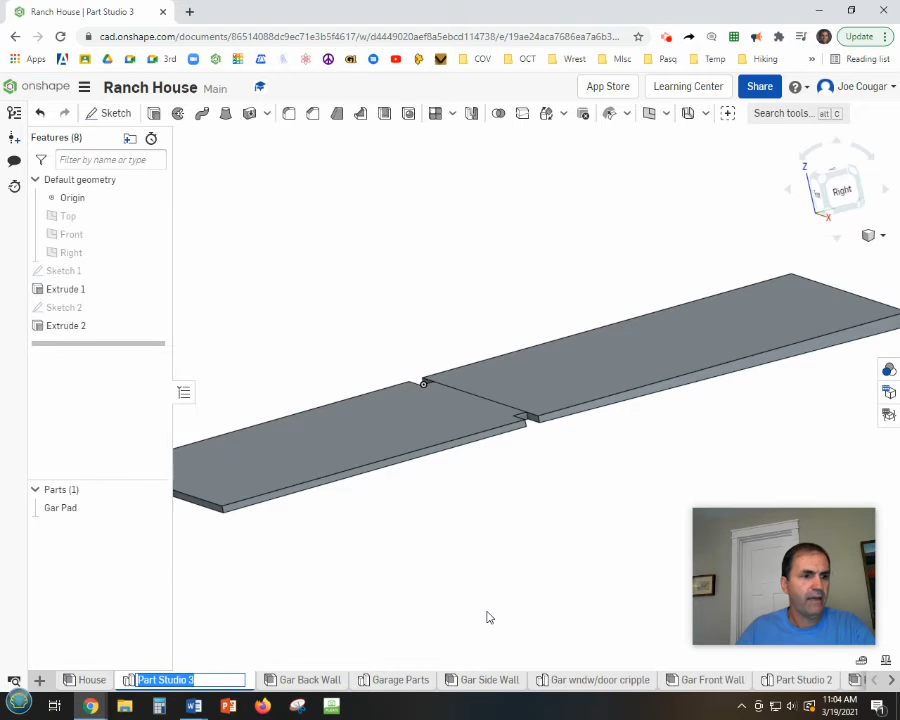 Ranch House | Part Studio 3
cad.onshape.com/documents/86514088dc9ec71e3b5f4617/w/d4449020aef8a5ebcd114738/e/19ae24aca7686ea7a6b3...
Update
Apps
3rd
COV
OCT
Wrest
MIsc
Pasq
Temp
Hiking
Reading list
onshape
Ranch House Main
App Store
Learning Center
Share
Joe Cougar
Sketch
Search tools...
alt C
Features (8)
Filter by name or type
Default geometry
Origin
Top
Front
Right
Sketch 1
Extrude 1
Sketch 2
Extrude 2
Parts (1)
Gar Pad
Z
Right
X
House
Part Studio 3
Gar Back Wall
Garage Parts
Gar Side Wall
Gar wndw/door cripple
Gar Front Wall
Part Studio 2
11:04 AM
3/19/2021